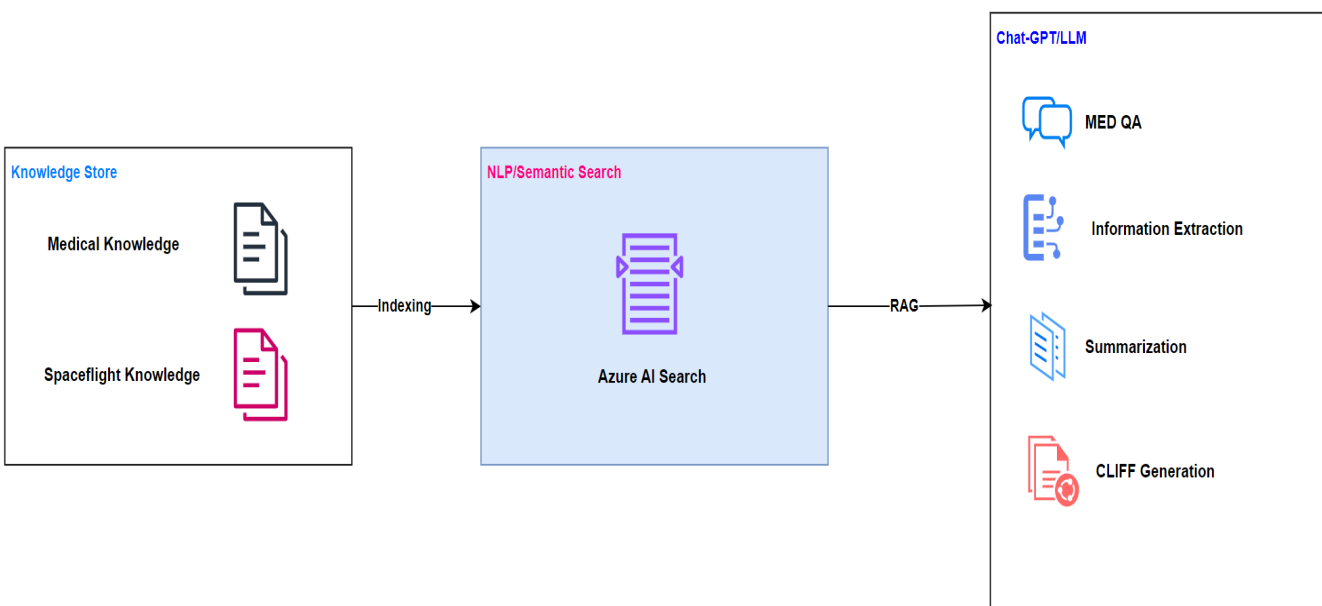 Knowledge Store
Medical Knowledge
Spaceflight Knowledge
Indexing
NLP/Semantic Search
Azure AI Search
RAG
Chat-GPT/LLM
MED QA
Information Extraction
Summarization
CLIFF Generation